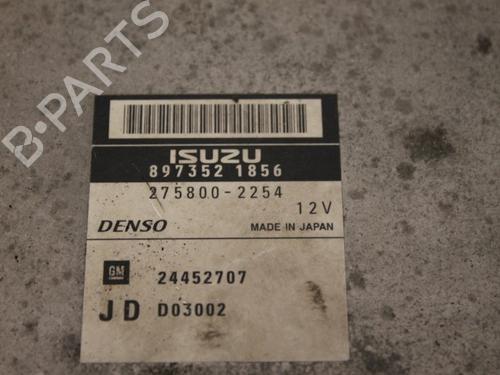 B-PARTS
ISUZU
897352 1856
275800-2254
12V
DENSO
MADE IN JAPAN
GM
24452707
JD D03002